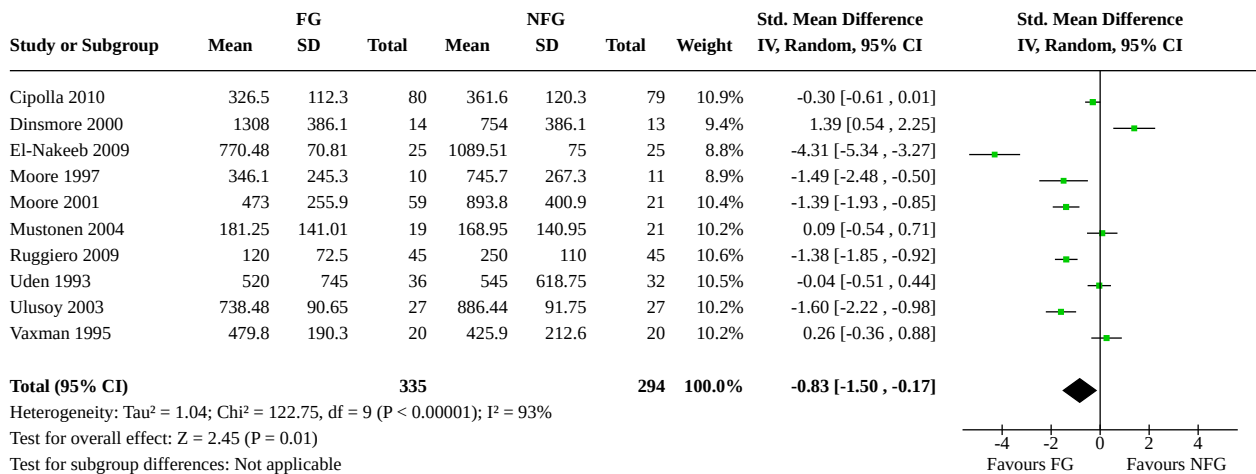 FG NFG Std. Mean Difference Std. Mean Difference
Study or Subgroup Mean SD Total Mean SD Total Weight IV, Random, 95% CI IV, Random, 95% CI
Cipolla 2010 326.5 112.3 80 361.6 120.3 79 10.9% -0.30 [-0.61 , 0.01]
Dinsmore 2000 1308 386.1 14 754 386.1 13 9.4% 1.39 [0.54 , 2.25]
El-Nakeeb 2009 770.48 70.81 25 1089.51 75 25 8.8% -4.31 [-5.34 , -3.27]
Moore 1997 346.1 245.3 10 745.7 267.3 11 8.9% -1.49 [-2.48 , -0.50]
Moore 2001 473 255.9 59 893.8 400.9 21 10.4% -1.39 [-1.93 , -0.85]
Mustonen 2004 181.25 141.01 19 168.95 140.95 21 10.2% 0.09 [-0.54 , 0.71]
Ruggiero 2009 120 72.5 45 250 110 45 10.6% -1.38 [-1.85 , -0.92]
Uden 1993 520 745 36 545 618.75 32 10.5% -0.04 [-0.51 , 0.44]
Ulusoy 2003 738.48 90.65 27 886.44 91.75 27 10.2% -1.60 [-2.22 , -0.98]
Vaxman 1995 479.8 190.3 20 425.9 212.6 20 10.2% 0.26 [-0.36 , 0.88]
Total (95% CI) 335 294 100.0% -0.83 [-1.50 , -0.17]
Heterogeneity: Tau² = 1.04; Chi² = 122.75, df = 9 (P < 0.00001); I² = 93%
Test for overall effect: Z = 2.45 (P = 0.01)
-4 -2 0 2 4
Test for subgroup differences: Not applicable
Favours FG Favours NFG